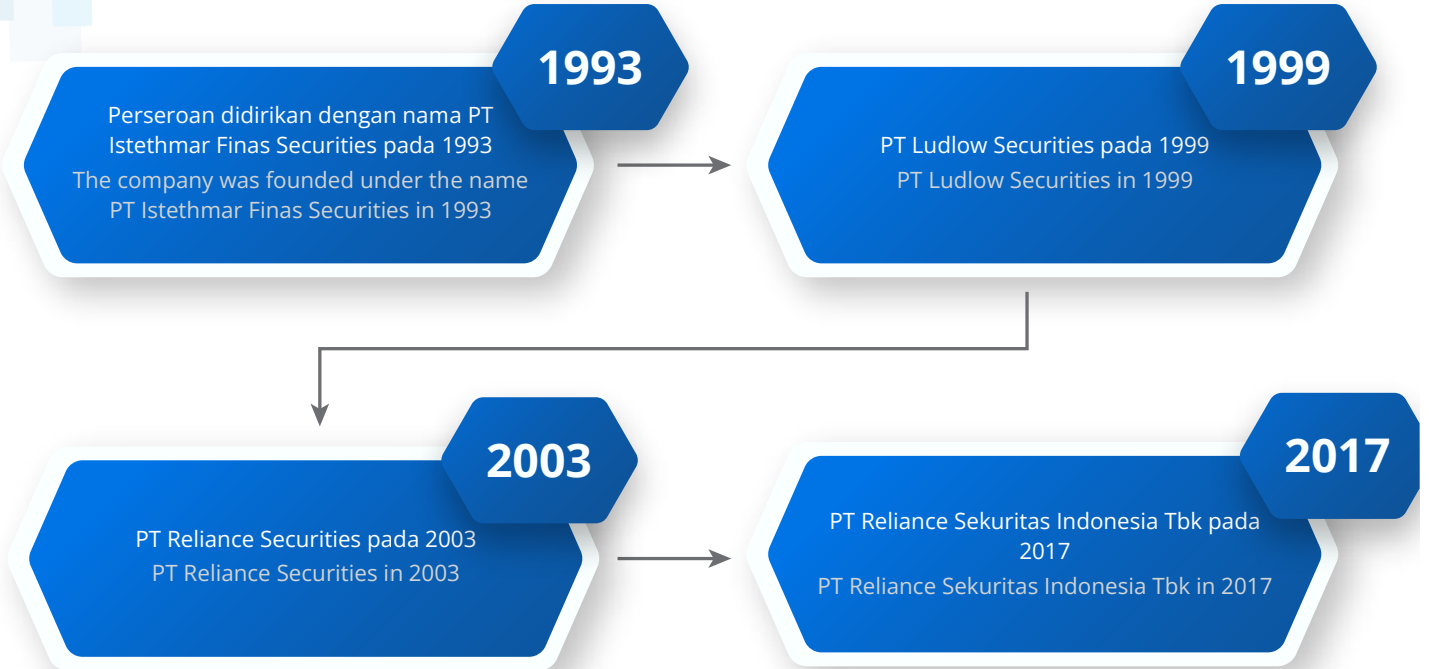 1993
Perseroan didirikan dengan nama PT
Istethmar Finas Securities pada 1993
The company was founded under the name
PT Istethmar Finas Securities in 1993
1999
PT Ludlow Securities pada 1999
PT Ludlow Securities in 1999
2003
PT Reliance Securities pada 2003
PT Reliance Securities in 2003
2017
PT Reliance Sekuritas Indonesia Tbk pada
2017
PT Reliance Sekuritas Indonesia Tbk in 2017